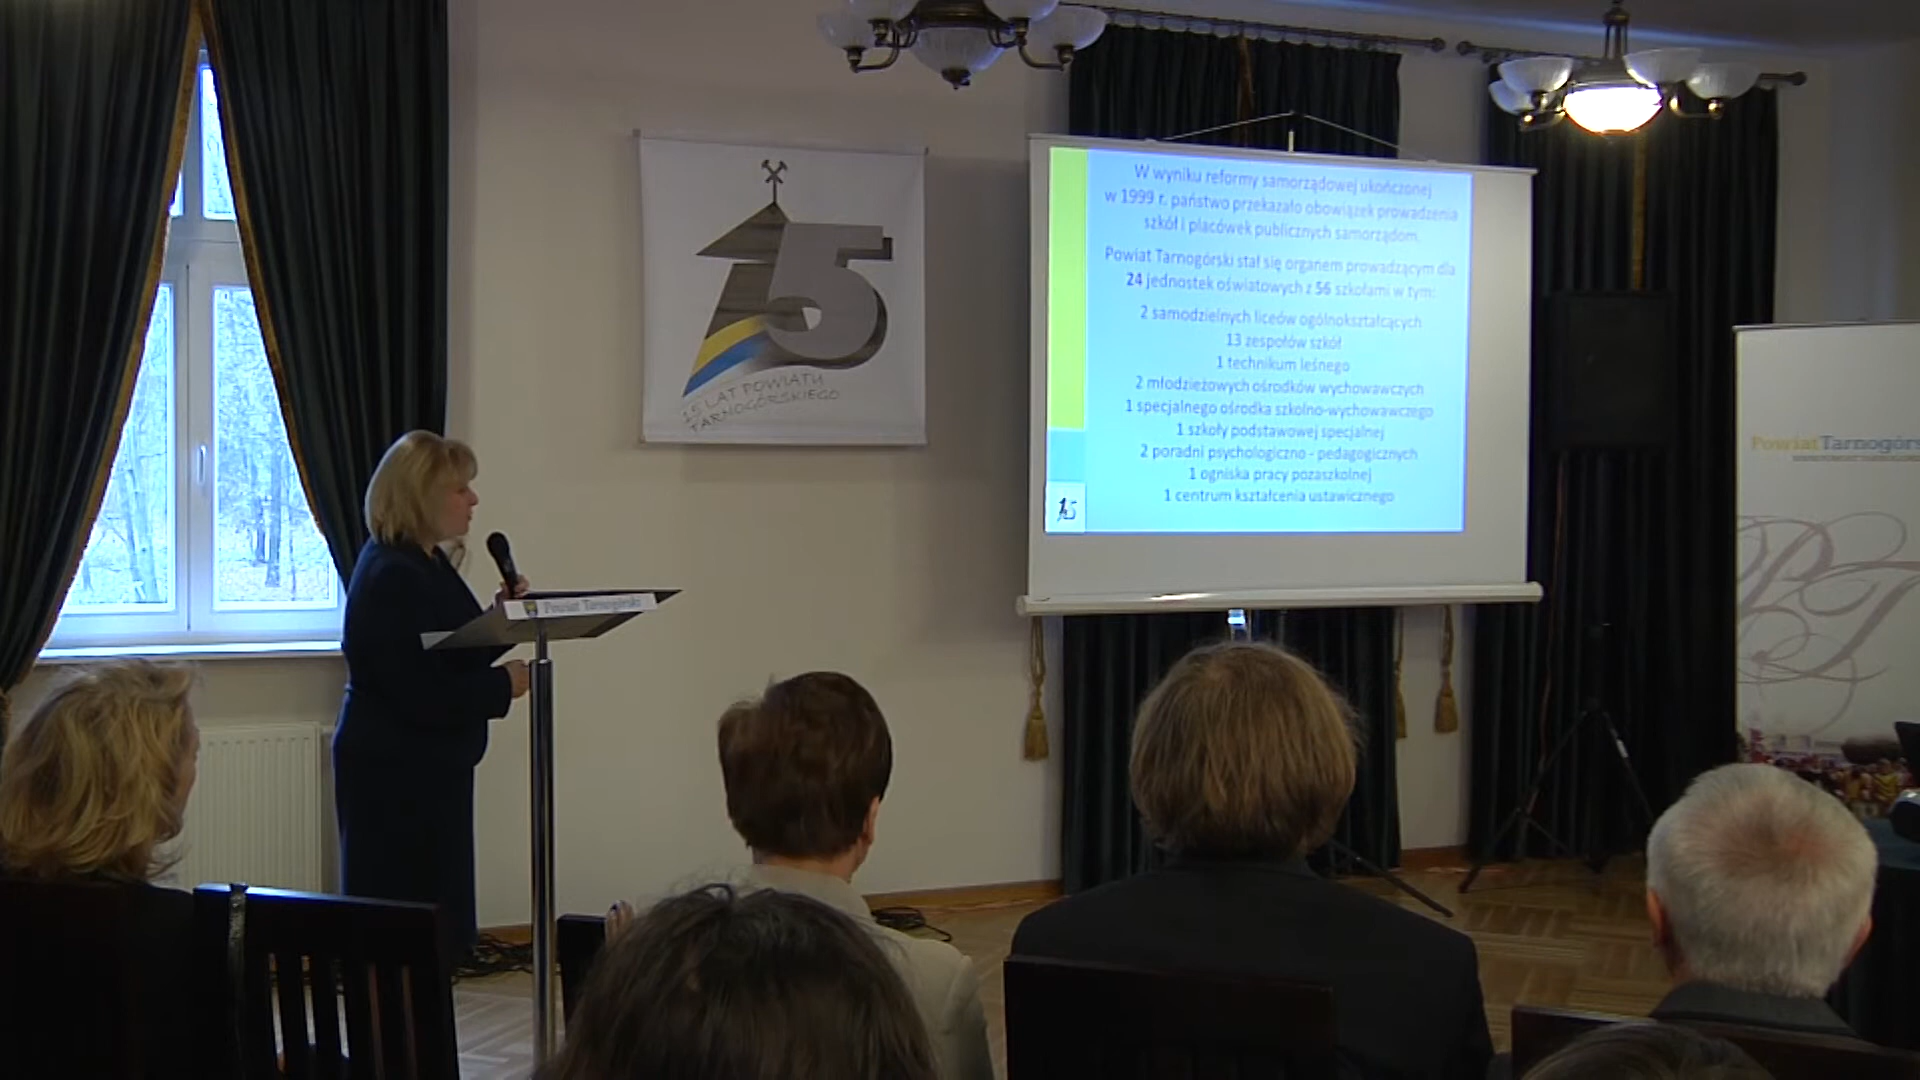 15
15 LAT POWIATU
TARNOGÓRSKIEGO
W wyniku reformy samorządowej ukończonej
w 1999 r. państwo przekazało obowiązek prowadzenia
szkół i placówek publicznych samorządom.
Powiat Tarnogórski stał się organem prowadzącym dla
24 jednostek oświatowych z 56 szkołami w tym:
2 samodzielnych liceów ogólnokształcących
13 zespołów szkół
1 technikum leśnego
2 młodzieżowych ośrodków wychowawczych
1 specjalnego ośrodka szkolno-wychowawczego
1 szkoły podstawowej specjalnej
2 poradni psychologiczno - pedagogicznych
1 ogniska pracy pozaszkolnej
1 centrum kształcenia ustawicznego
15
Powiat Tarnogórski
PowiatTarnogórs